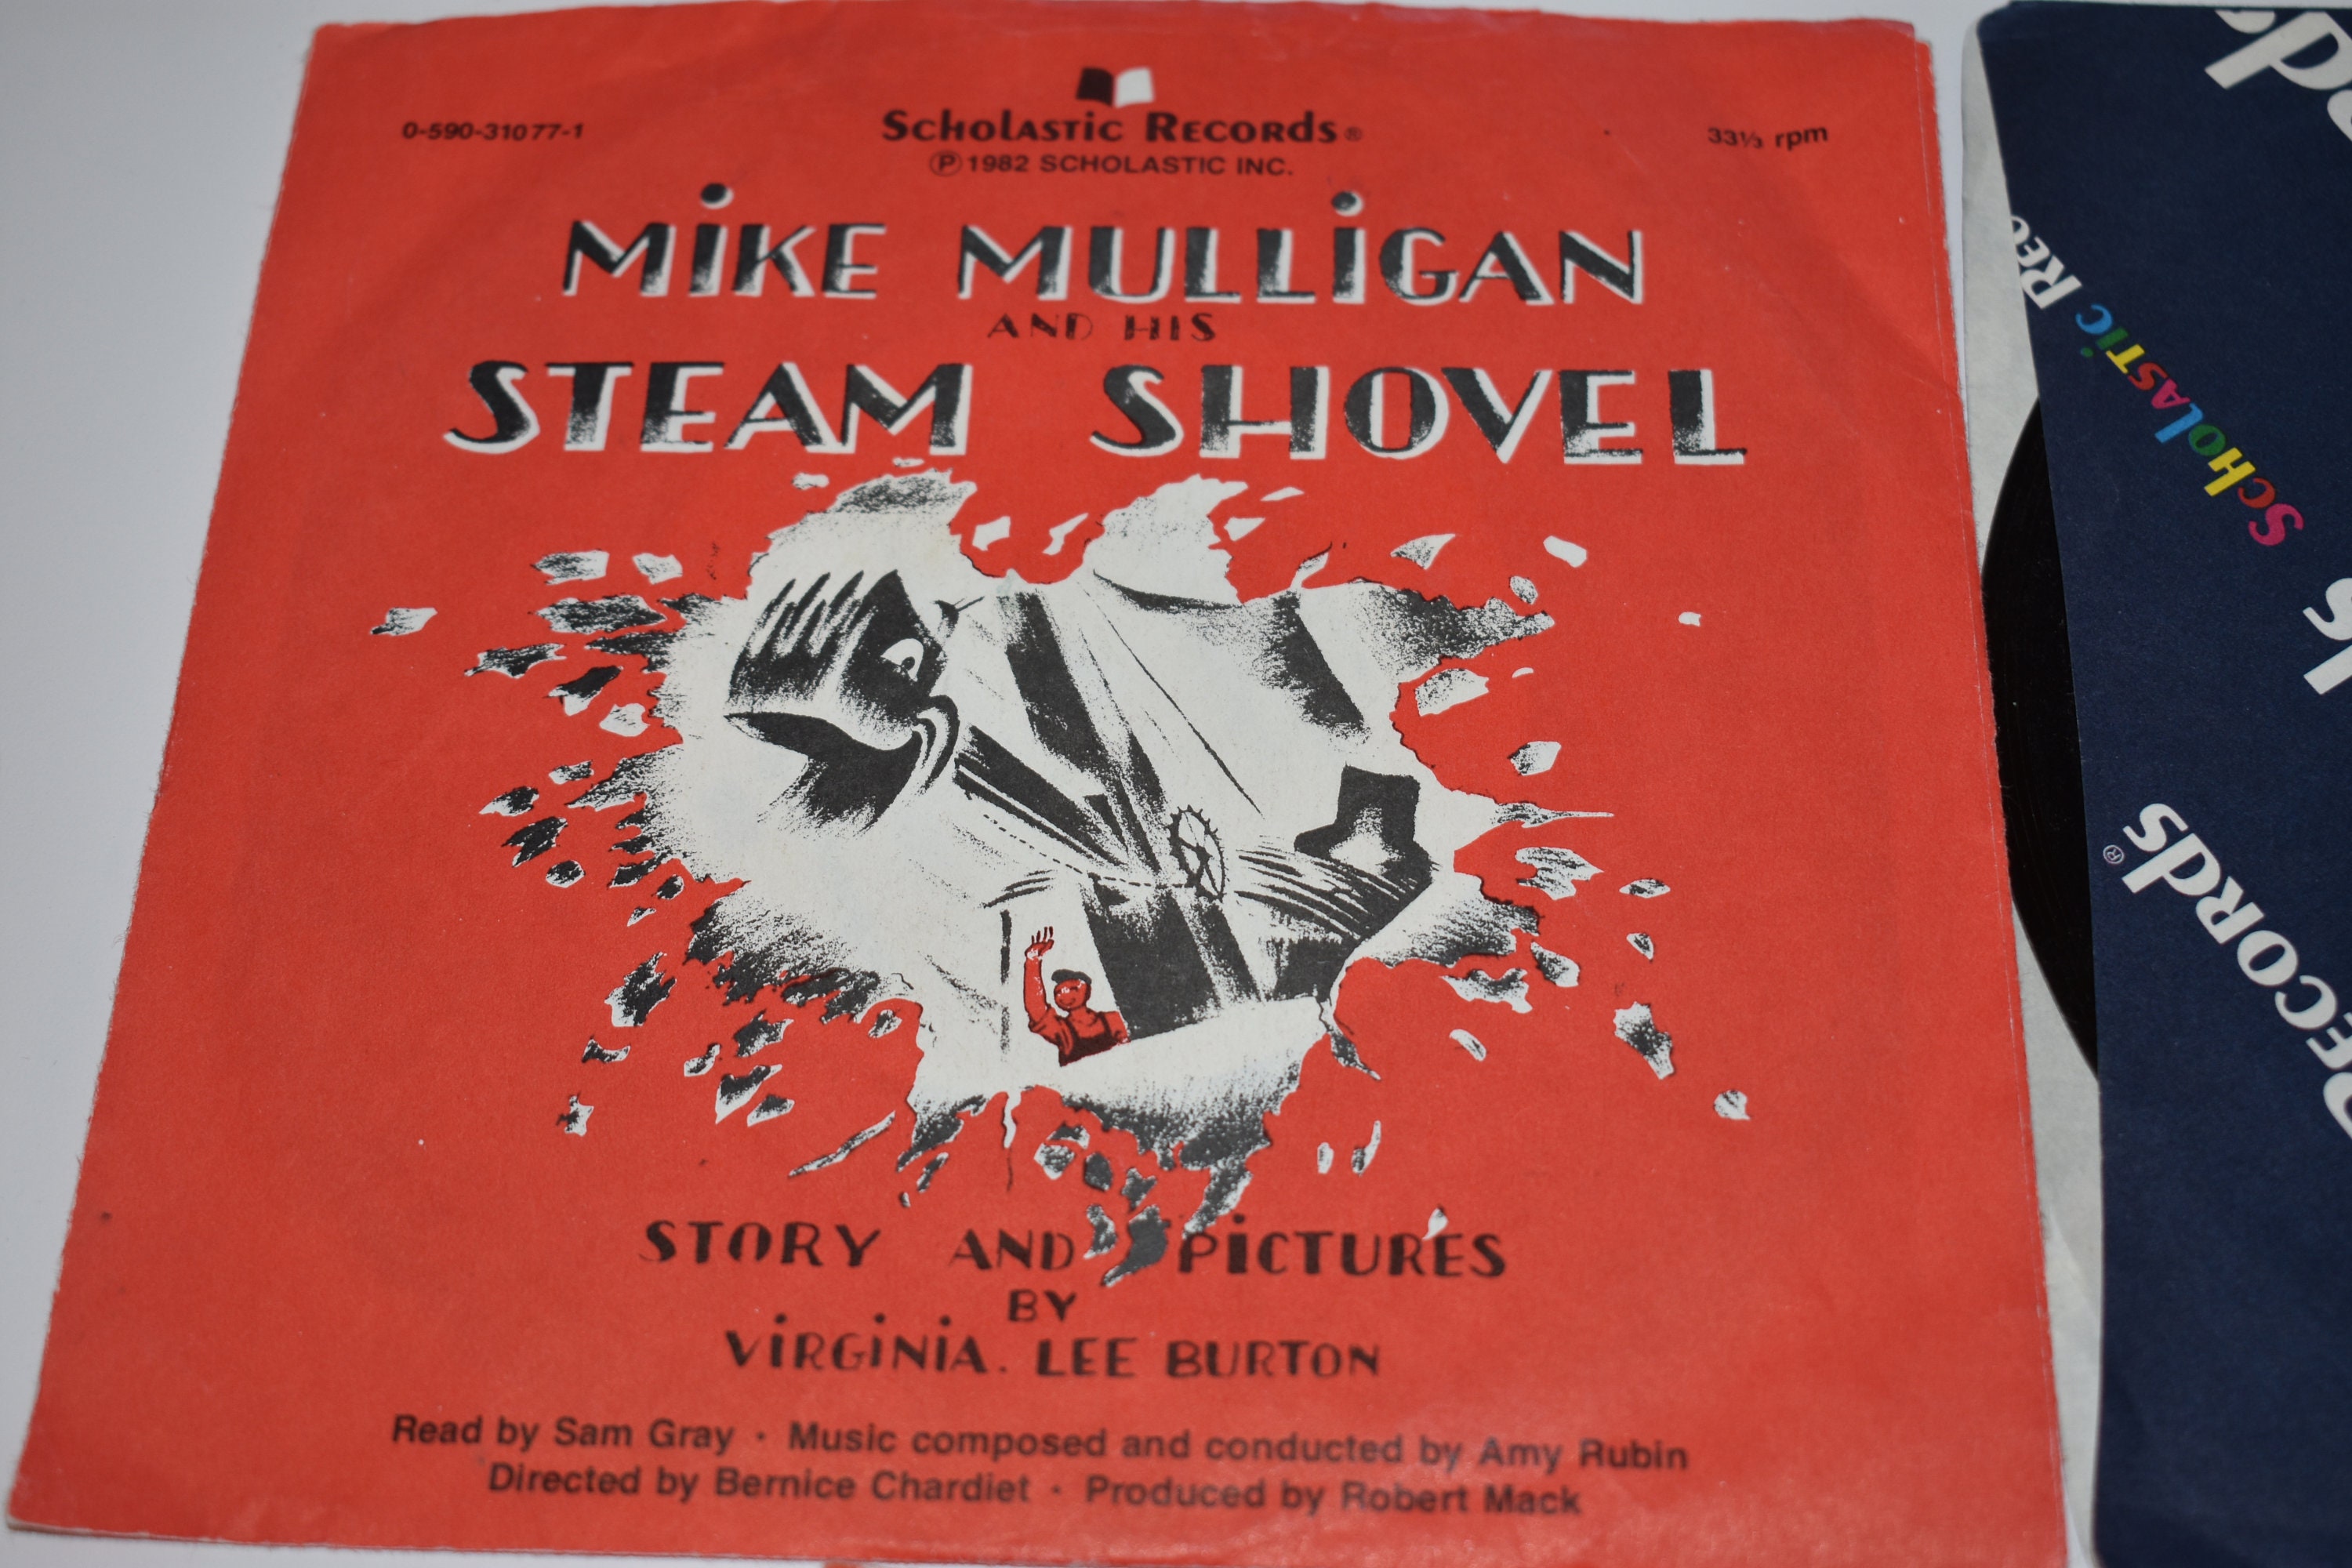 0-590-31077-1
Scholastic Records®
Ⓟ 1982 SCHOLASTIC INC.
33⅓ rpm
MiKE MULLiGAN
AND HIS
STEAM SHOVEL
STORY AND PiCTURES
BY
ViRGiNiA. LEE BURTON
Read by Sam Gray • Music composed and conducted by Amy Rubin
Directed by Bernice Chardiet • Produced by Robert Mack
Scholastic
Records®